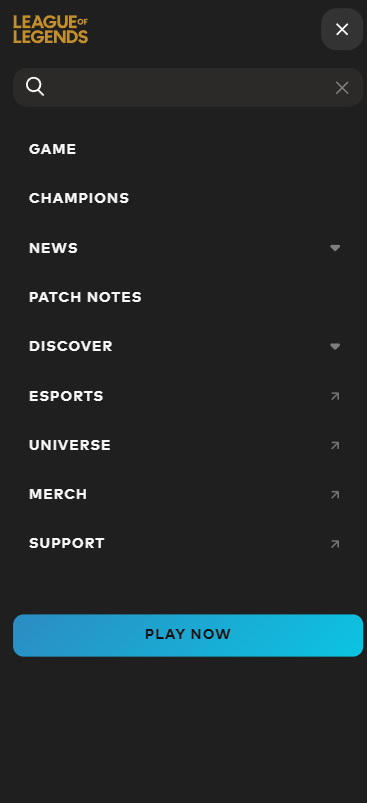 LEAGUE OF
LEGENDS
GAME
CHAMPIONS
NEWS
PATCH NOTES
DISCOVER
ESPORTS
UNIVERSE
MERCH
SUPPORT
PLAY NOW